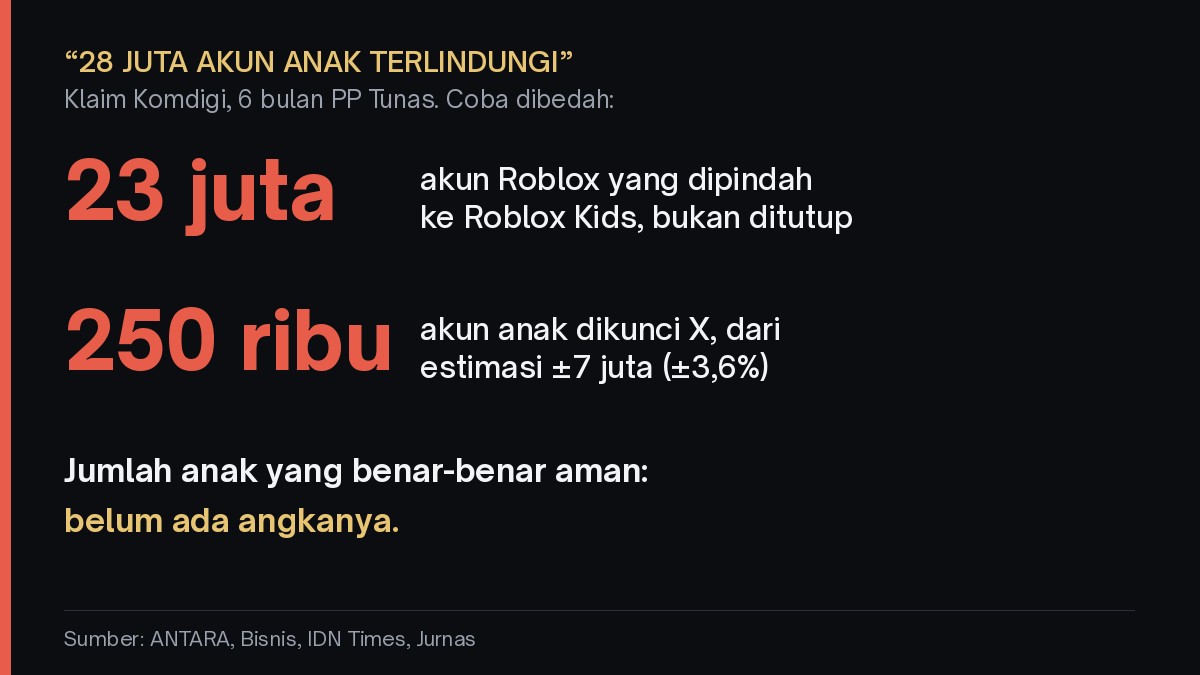 “28 JUTA AKUN ANAK TERLINDUNGI”
Klaim Komdigi, 6 bulan PP Tunas. Coba dibedah:
23 juta
akun Roblox yang dipindah
ke Roblox Kids, bukan ditutup
250 ribu
akun anak dikunci X, dari
estimasi ±7 juta (±3,6%)
Jumlah anak yang benar-benar aman:
belum ada angkanya.
Sumber: ANTARA, Bisnis, IDN Times, Jurnas